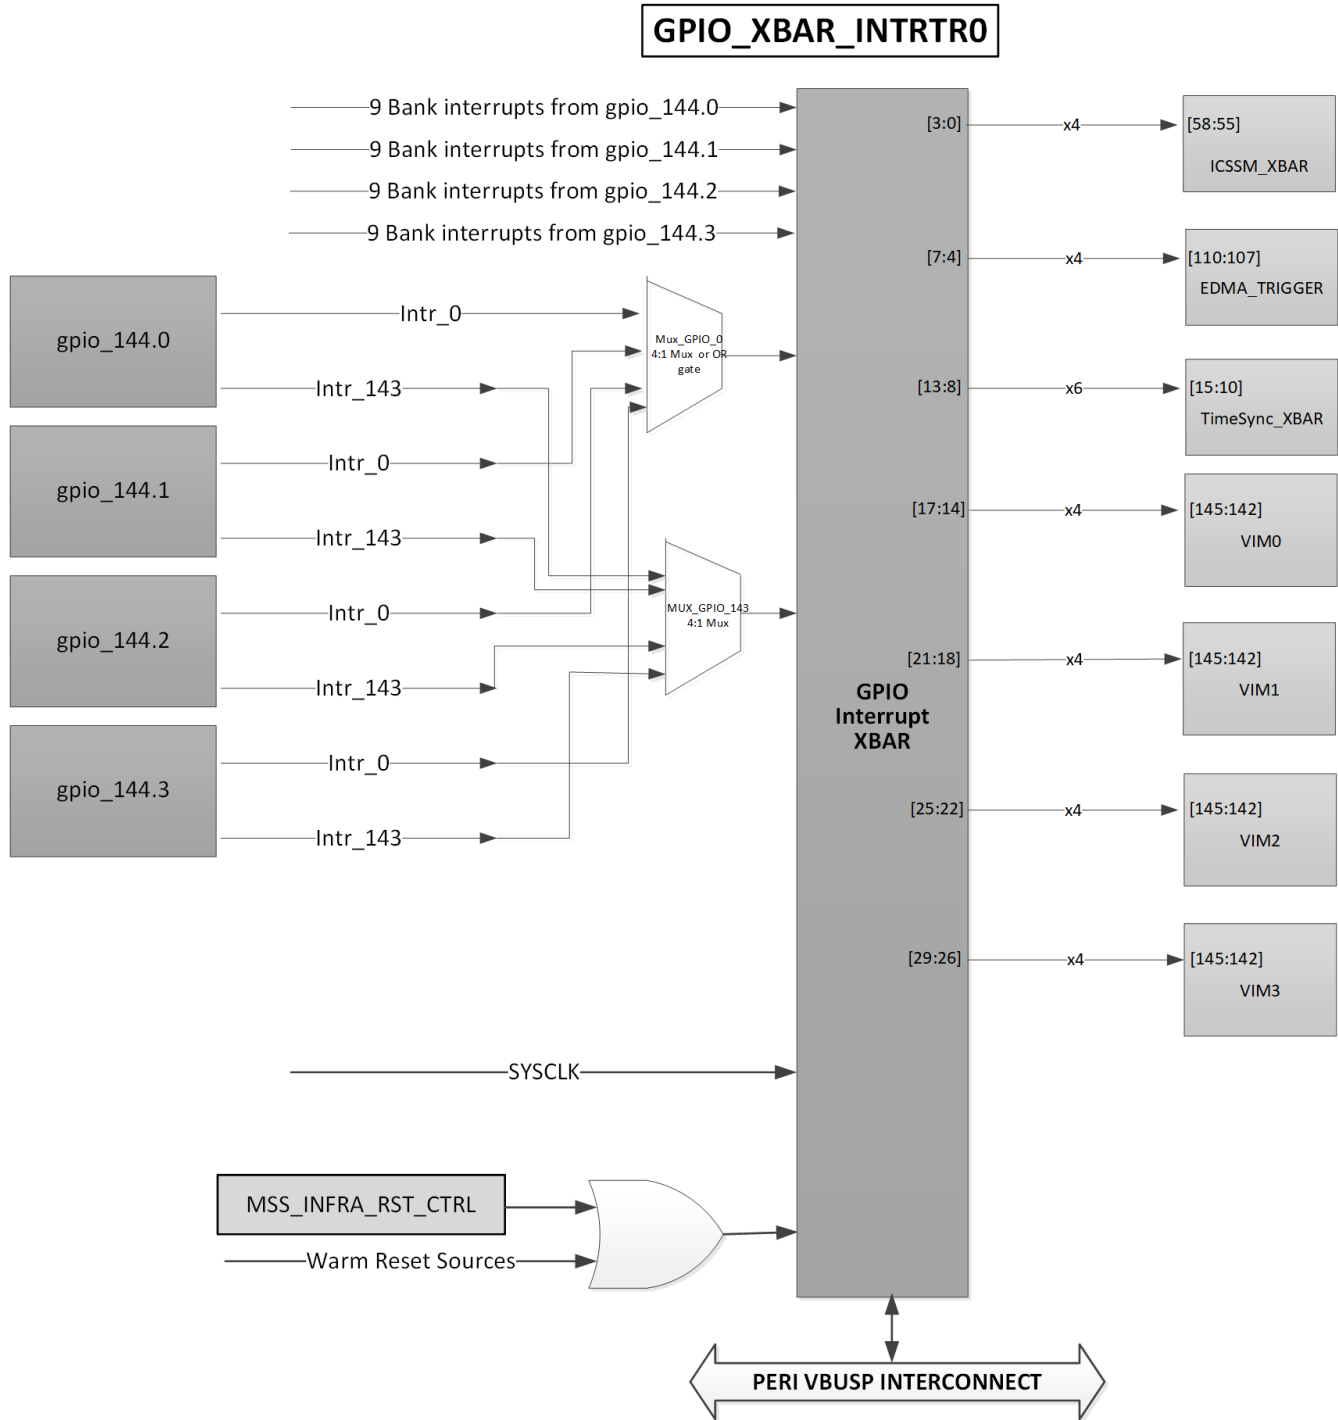 GPIO_XBAR_INTRTR0
9 Bank interrupts from gpio_144.0
9 Bank interrupts from gpio_144.1
9 Bank interrupts from gpio_144.2
9 Bank interrupts from gpio_144.3
gpio_144.0
Intr_0
Intr_143
gpio_144.1
Intr_0
Intr_143
gpio_144.2
Intr_0
Intr_143
gpio_144.3
Intr_0
Intr_143
Mux_GPIO_0
4:1 Mux or OR
gate
MUX_GPIO_143
4:1 Mux
GPIO
Interrupt
XBAR
[3:0]
x4
[58:55]
ICSSM_XBAR
[7:4]
x4
[110:107]
EDMA_TRIGGER
[13:8]
x6
[15:10]
TimeSync_XBAR
[17:14]
x4
[145:142]
VIM0
[21:18]
x4
[145:142]
VIM1
[25:22]
x4
[145:142]
VIM2
[29:26]
x4
[145:142]
VIM3
SYSCLK
MSS_INFRA_RST_CTRL
Warm Reset Sources
PERI VBUSP INTERCONNECT